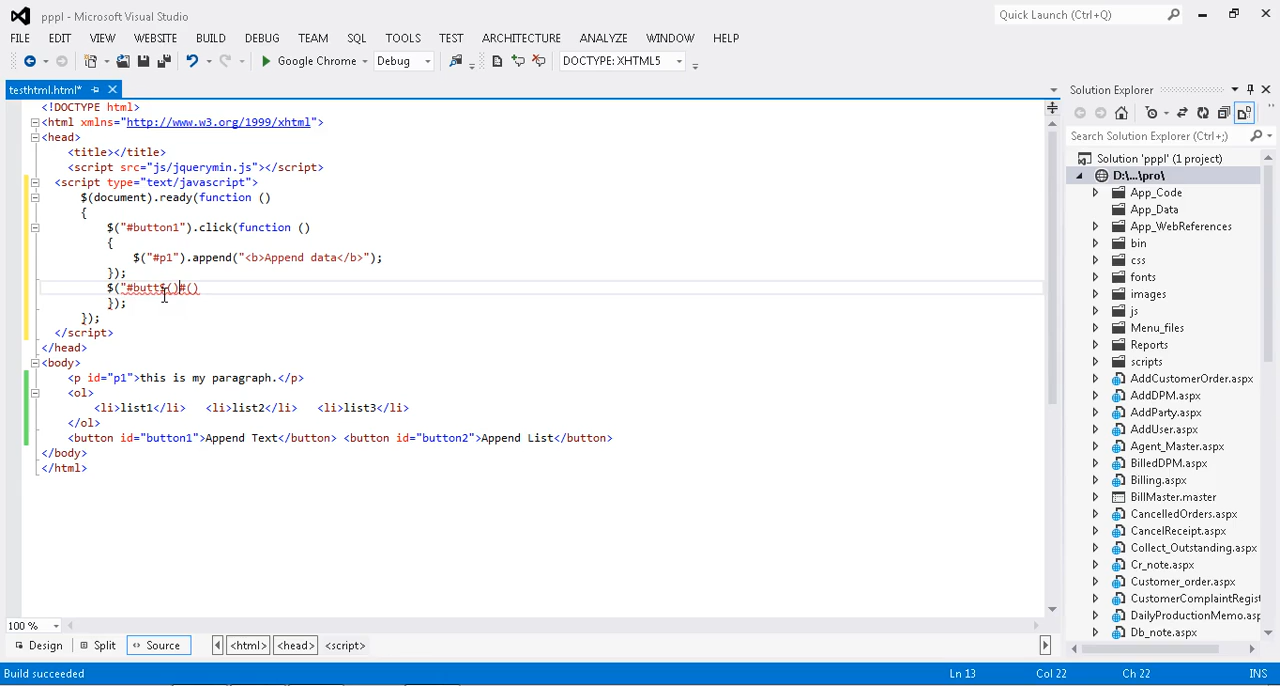 pppl - Microsoft Visual Studio
Quick Launch (Ctrl+Q)
FILE EDIT VIEW WEBSITE BUILD DEBUG TEAM SQL TOOLS TEST ARCHITECTURE ANALYZE WINDOW HELP
Google Chrome Debug DOCTYPE: XHTML5
testhtml.html*
<!DOCTYPE html>
<html xmlns="http://www.w3.org/1999/xhtml">
<head>
<title></title>
<script src="js/jquerymin.js"></script>
<script type="text/javascript">
$(document).ready(function ()
{
$("#button1").click(function ()
{
$("#p1").append("<b>Append data</b>");
});
$("#butt$()#()
});
});
</script>
</head>
<body>
<p id="p1">this is my paragraph.</p>
<ol>
<li>list1</li> <li>list2</li> <li>list3</li>
</ol>
<button id="button1">Append Text</button> <button id="button2">Append List</button>
</body>
</html>
100 %
Design Split Source <html> <head> <script>
Build succeeded Ln 13 Col 22 Ch 22 INS
Solution Explorer
Search Solution Explorer (Ctrl+;)
Solution 'pppl' (1 project)
D:\...\pro\
App_Code
App_Data
App_WebReferences
bin
css
fonts
images
js
Menu_files
Reports
scripts
AddCustomerOrder.aspx
AddDPM.aspx
AddParty.aspx
AddUser.aspx
Agent_Master.aspx
BilledDPM.aspx
Billing.aspx
BillMaster.master
CancelledOrders.aspx
CancelReceipt.aspx
Collect_Outstanding.aspx
Cr_note.aspx
Customer_order.aspx
CustomerComplaintRegist
DailyProductionMemo.asp
Db_note.aspx